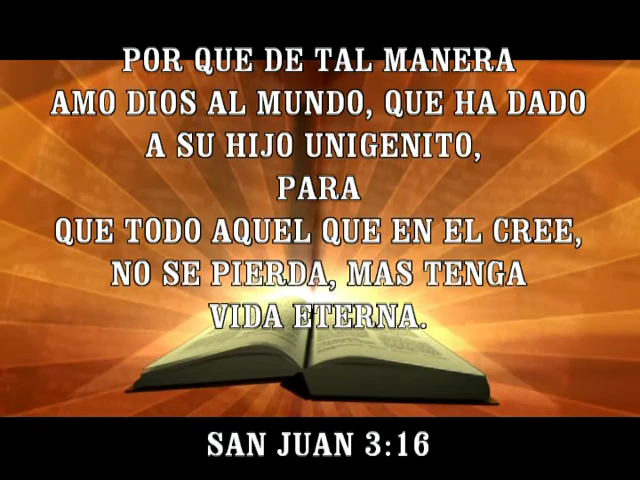 POR QUE DE TAL MANERA
AMO DIOS AL MUNDO, QUE HA DADO
A SU HIJO UNIGENITO,
PARA
QUE TODO AQUEL QUE EN EL CREE,
NO SE PIERDA, MAS TENGA
VIDA ETERNA.
SAN JUAN 3:16